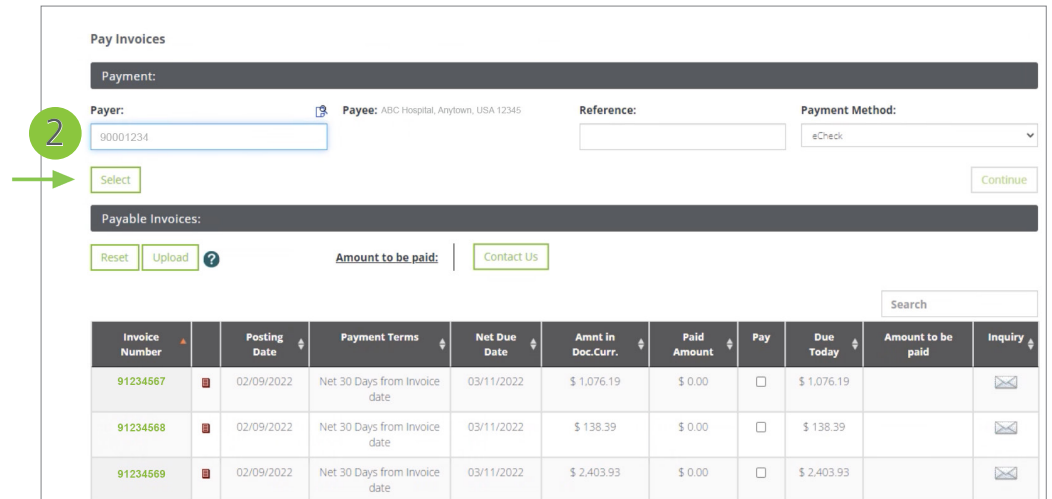 Pay Invoices
Payment:
Payer:
Payee: ABC Hospital, Anytown, USA 12345
Reference:
Payment Method:
2
90001234
eCheck
Select
Continue
Payable Invoices:
Reset Upload ? Amount to be paid: Contact Us
Search
Invoice Number Posting Date Payment Terms Net Due Date Amnt in Doc.Curr. Paid Amount Pay Due Today Amount to be paid Inquiry
91234567 02/09/2022 Net 30 Days from Invoice date 03/11/2022 $ 1,076.19 $ 0.00 $ 1,076.19
91234568 02/09/2022 Net 30 Days from Invoice date 03/11/2022 $ 138.39 $ 0.00 $ 138.39
91234569 02/09/2022 Net 30 Days from Invoice date 03/11/2022 $ 2,403.93 $ 0.00 $ 2,403.93